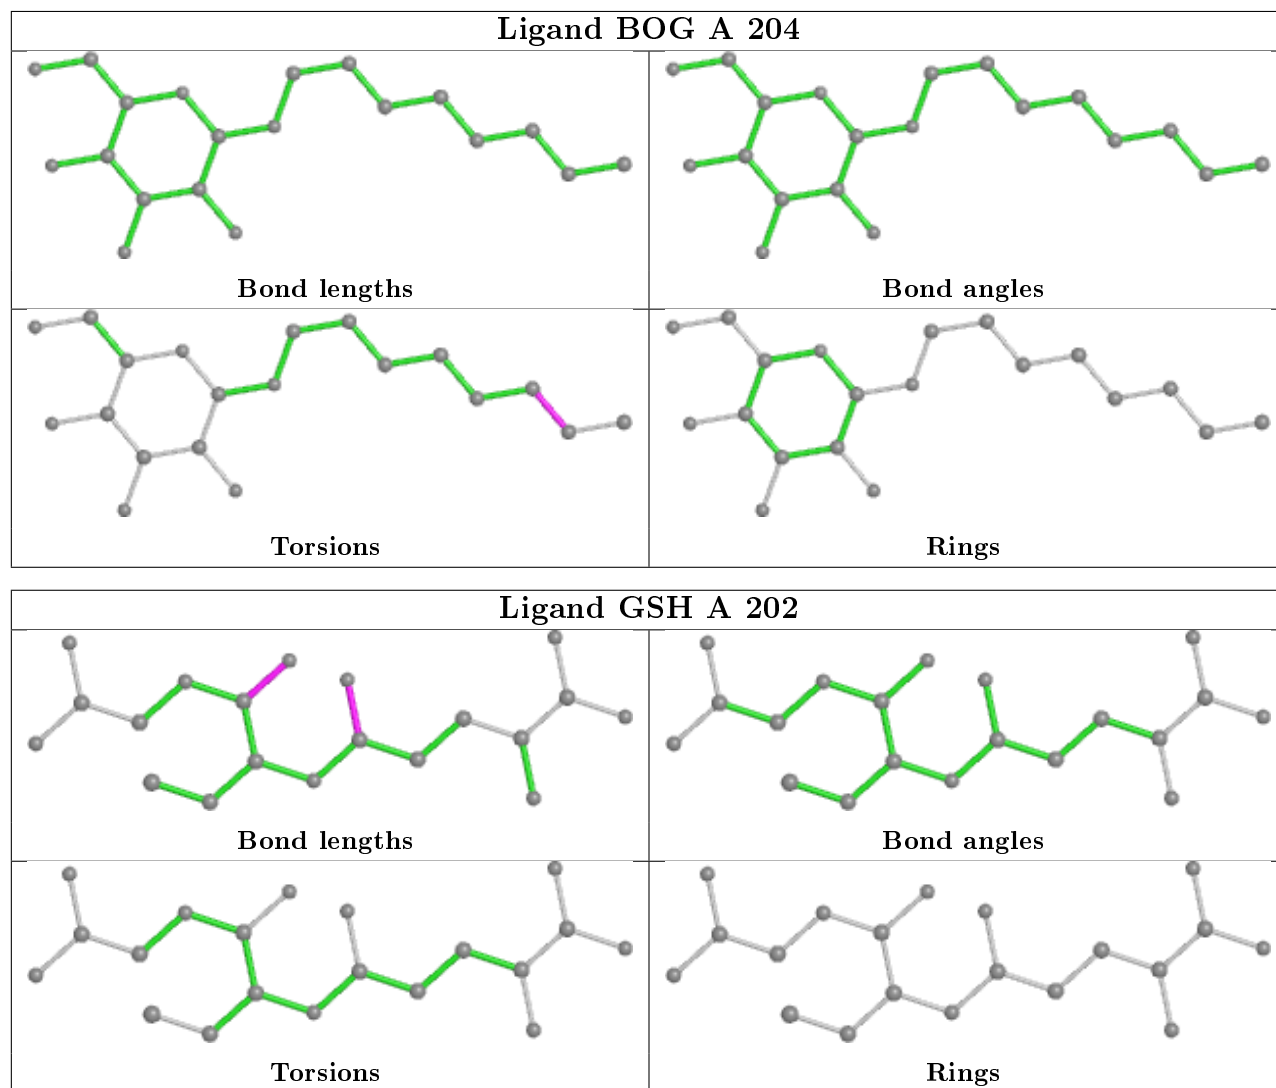 Ligand BOG A 204
Bond lengths
Bond angles
Torsions
Rings
Ligand GSH A 202
Bond lengths
Bond angles
Torsions
Rings